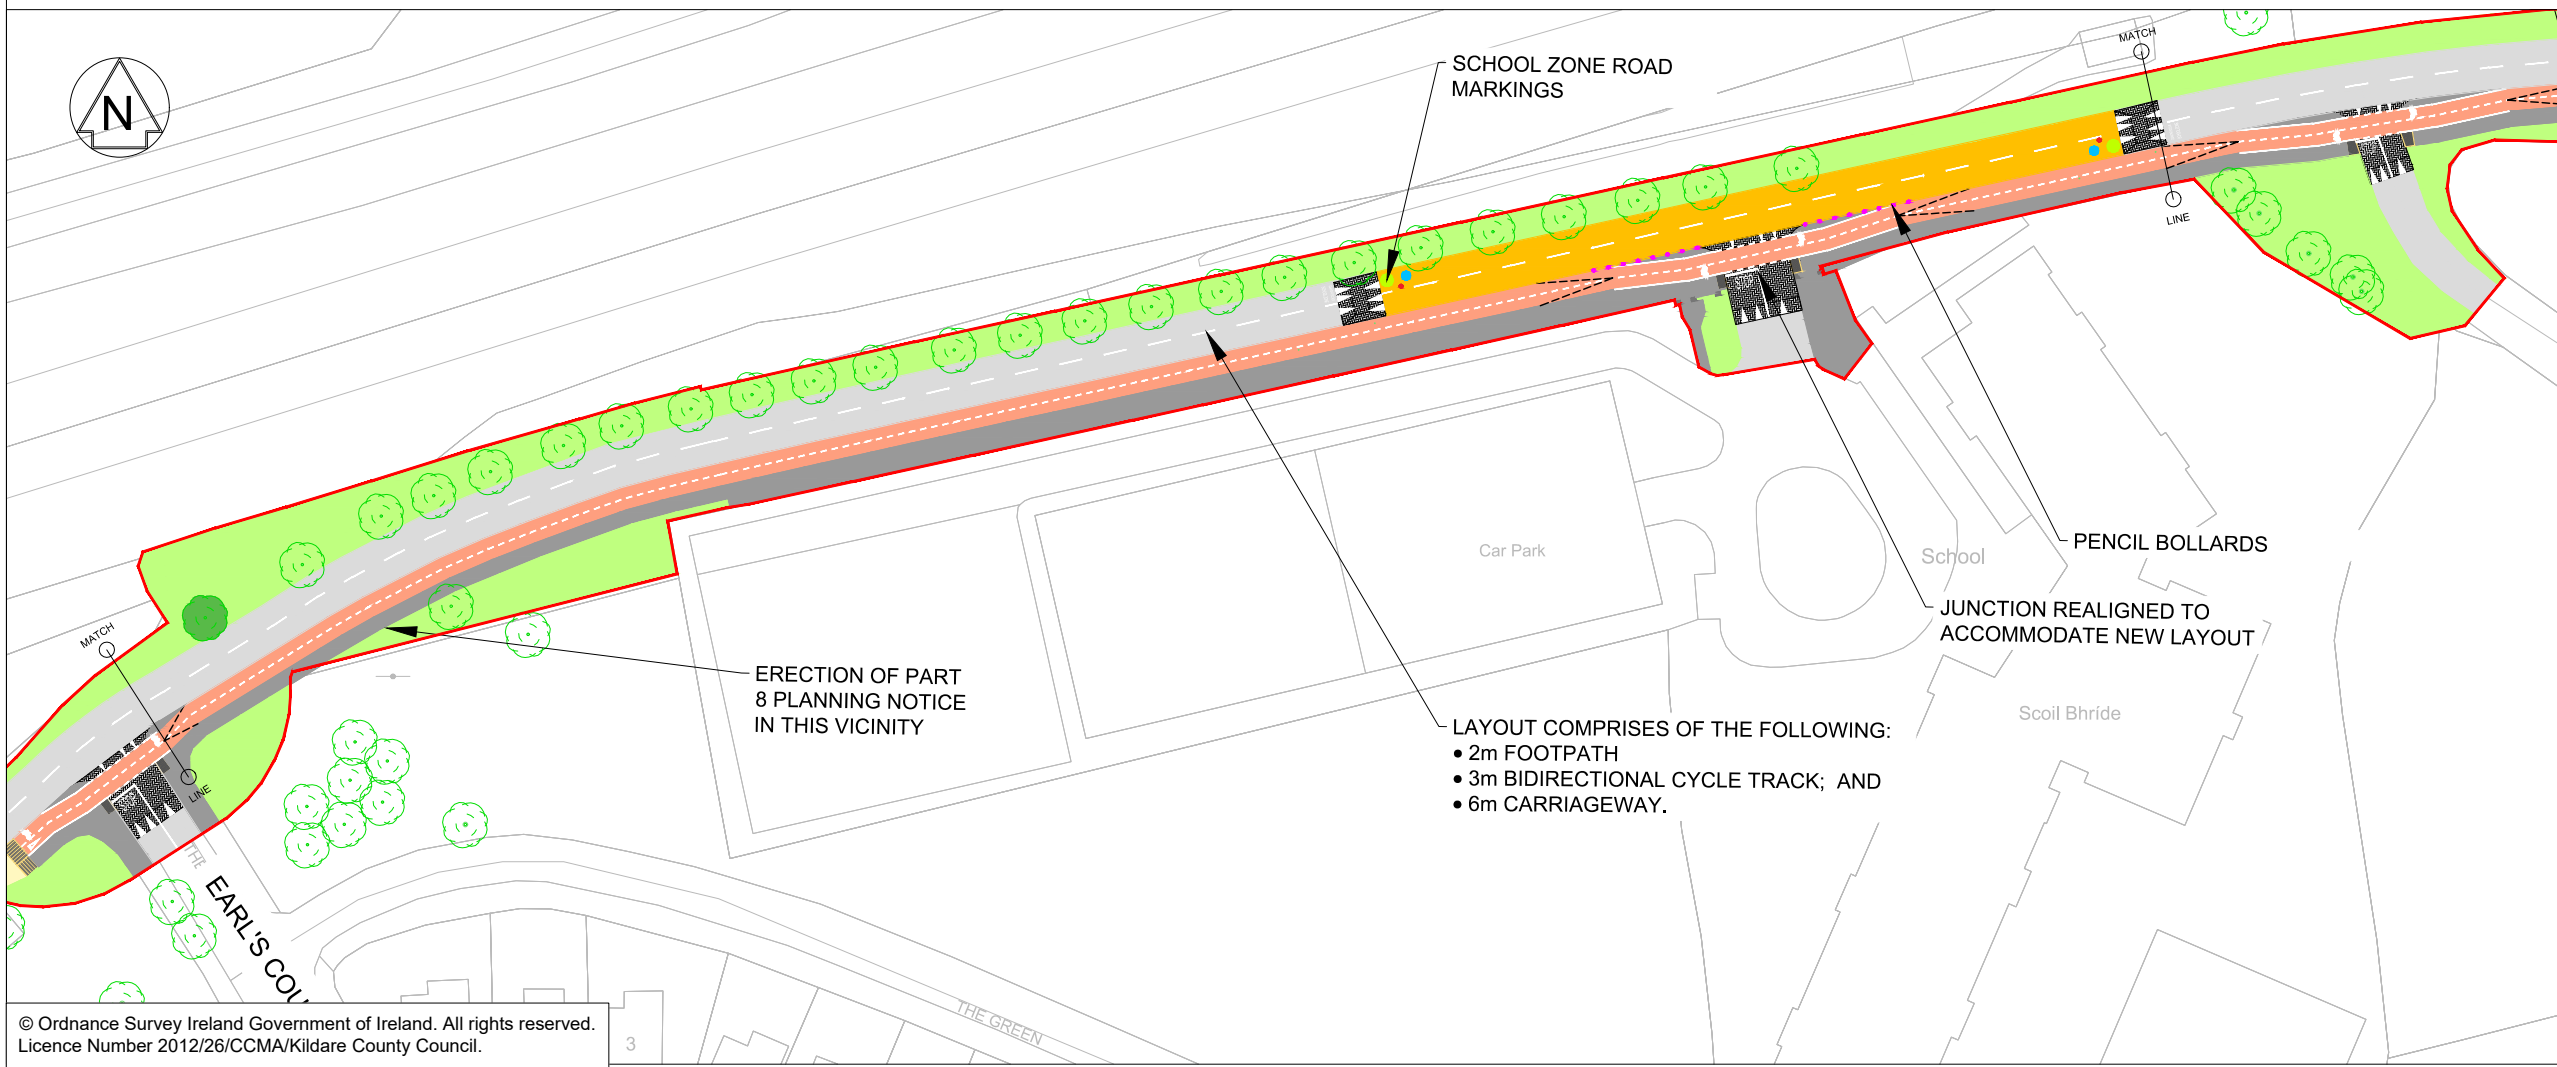 N
SCHOOL ZONE ROAD
MARKINGS
MATCH
LINE
PENCIL BOLLARDS
Car Park
School
JUNCTION REALIGNED TO
ACCOMMODATE NEW LAYOUT
MATCH
LINE
ERECTION OF PART
8 PLANNING NOTICE
IN THIS VICINITY
Scoil Bhríde
LAYOUT COMPRISES OF THE FOLLOWING:
• 2m FOOTPATH
• 3m BIDIRECTIONAL CYCLE TRACK; AND
• 6m CARRIAGEWAY.
THE
EARL'S COU
THE GREEN
3
© Ordnance Survey Ireland Government of Ireland. All rights reserved.
Licence Number 2012/26/CCMA/Kildare County Council.